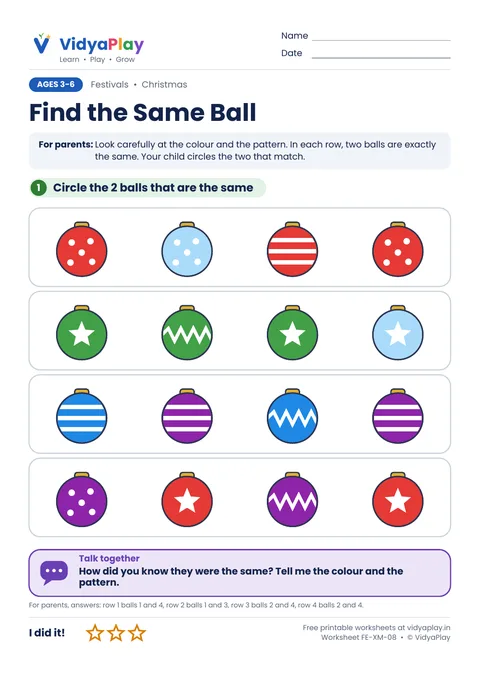 VidyaPlay
Learn • Play • Grow
Name
Date
AGES 3–6 Festivals • Christmas
Find the Same Ball
For parents: Look carefully at the colour and the pattern. In each row, two balls are exactly
the same. Your child circles the two that match.
1 Circle the 2 balls that are the same
Talk together
How did you know they were the same? Tell me the colour and the
pattern.
For parents, answers: row 1 balls 1 and 4, row 2 balls 1 and 3, row 3 balls 2 and 4, row 4 balls 2 and 4.
I did it!
Free printable worksheets at vidyaplay.in
Worksheet FE-XM-08 • © VidyaPlay